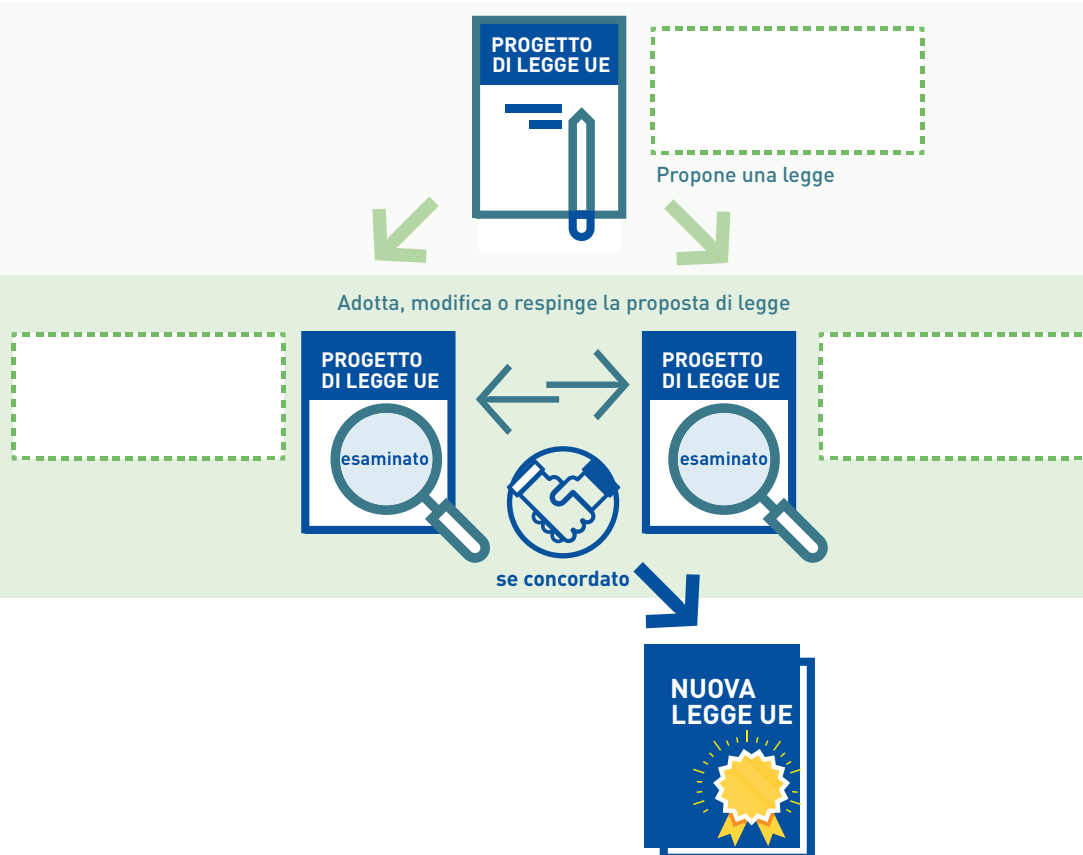 PROGETTO
DI LEGGE UE
Propone una legge
Adotta, modifica o respinge la proposta di legge
PROGETTO
DI LEGGE UE
esaminato
PROGETTO
DI LEGGE UE
esaminato
se concordato
NUOVA
LEGGE UE